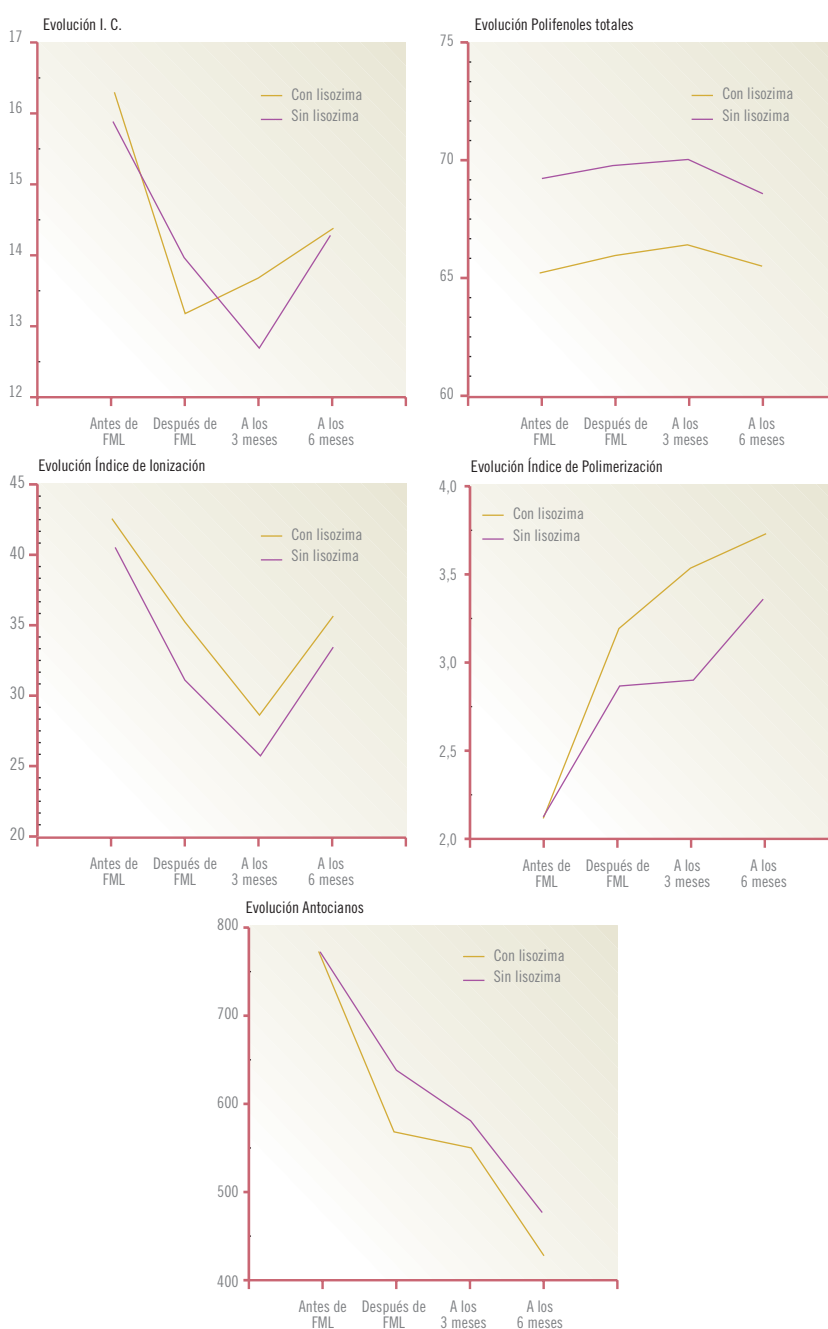 Evolución I. C.
17
16
15
14
13
12
Con lisozima
Sin lisozima
Antes de
FML
Después de
FML
A los
3 meses
A los
6 meses
Evolución Polifenoles totales
75
70
65
60
Con lisozima
Sin lisozima
Antes de
FML
Después de
FML
A los
3 meses
A los
6 meses
Evolución Índice de Ionización
45
40
35
30
25
20
Con lisozima
Sin lisozima
Antes de
FML
Después de
FML
A los
3 meses
A los
6 meses
Evolución Índice de Polimerización
4,0
3,5
3,0
2,5
2,0
Con lisozima
Sin lisozima
Antes de
FML
Después de
FML
A los
3 meses
A los
6 meses
Evolución Antocianos
800
700
600
500
400
Con lisozima
Sin lisozima
Antes de
FML
Después de
FML
A los
3 meses
A los
6 meses